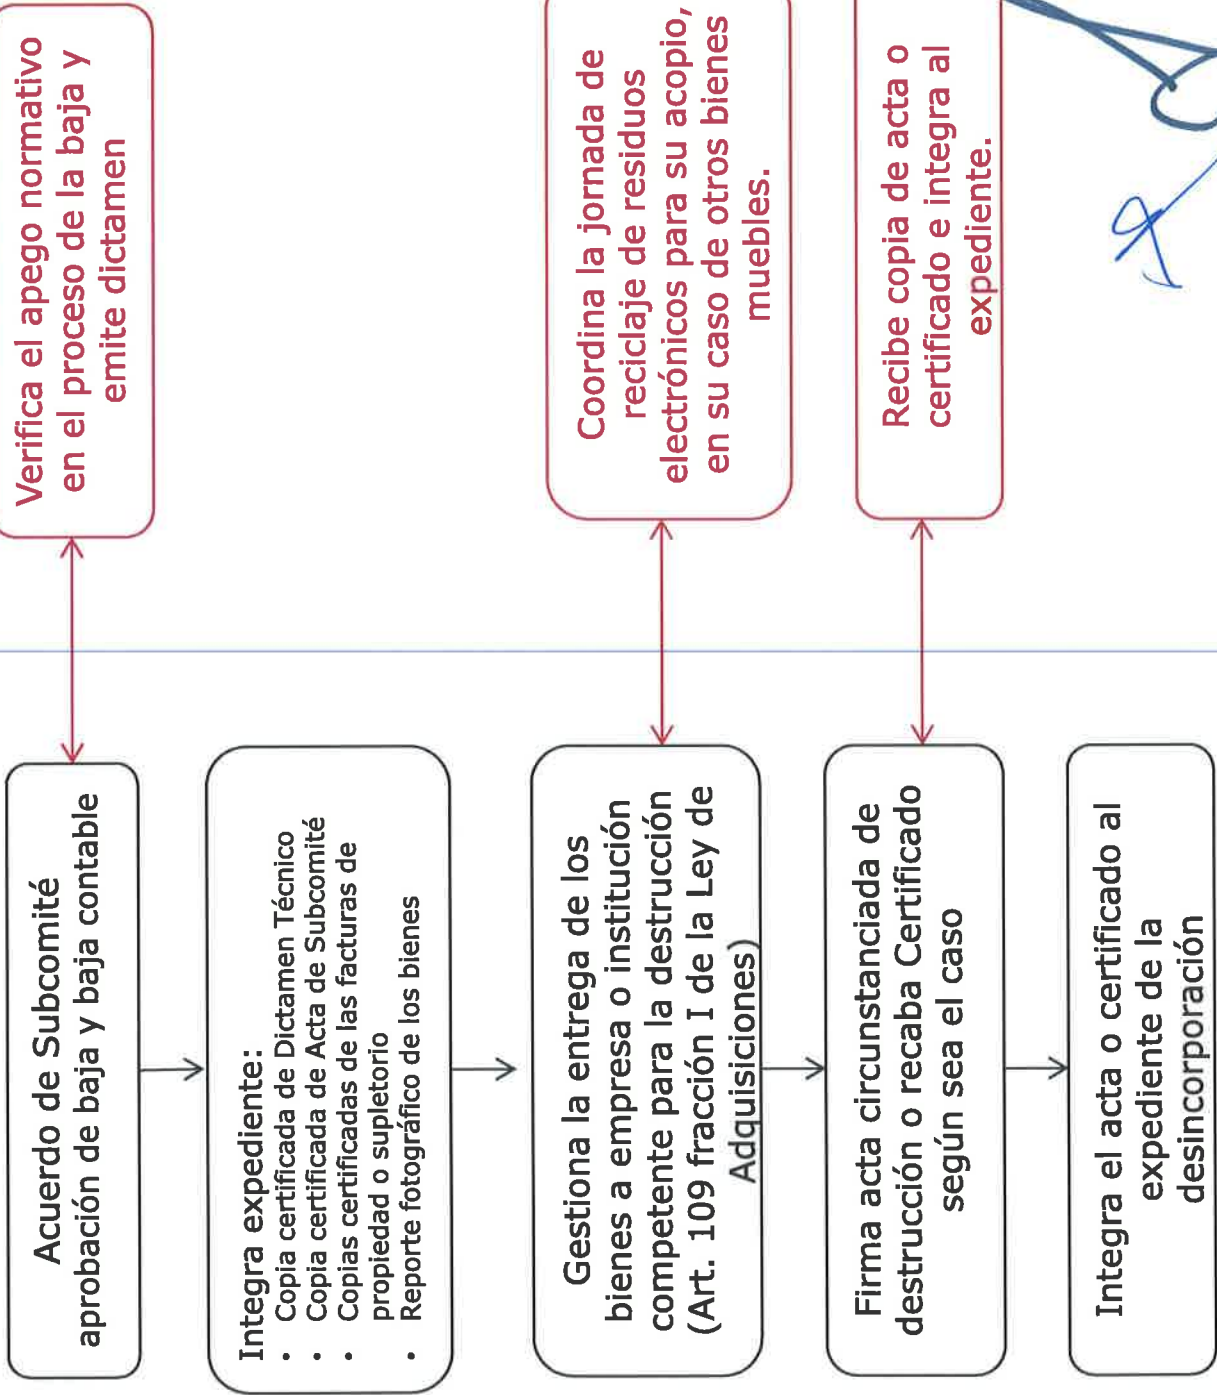 Acuerdo de Subcomité
aprobación de baja y baja contable
Verifica el apego normativo
en el proceso de la baja y
emite dictamen
Integra expediente:
• Copia certificada de Dictamen Técnico
• Copia certificada de Acta de Subcomité
• Copias certificadas de las facturas de
propiedad o supletorio
• Reporte fotográfico de los bienes
Gestiona la entrega de los
bienes a empresa o institución
competente para la destrucción
(Art. 109 fracción I de la Ley de
Adquisiciones)
Coordina la jornada de
reciclaje de residuos
electrónicos para su acopio,
en su caso de otros bienes
muebles.
Firma acta circunstanciada de
destrucción o recaba Certificado
según sea el caso
Recibe copia de acta o
certificado e integra al
expediente.
Integra el acta o certificado al
expediente de la
desincorporación